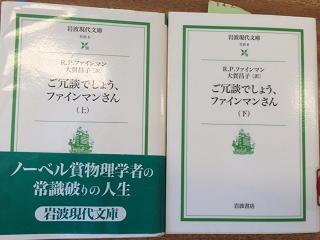 岩波現代文庫
R.P.ファインマン
大貫昌子〔訳〕
ご冗談でしょう、
ファインマンさん
(上)
ノーベル賞物理学者の
常識破りの人生
岩波現代文庫
岩波現代文庫
R.P.ファインマン
大貫昌子〔訳〕
ご冗談でしょう、
ファインマンさん
(下)
岩波書店